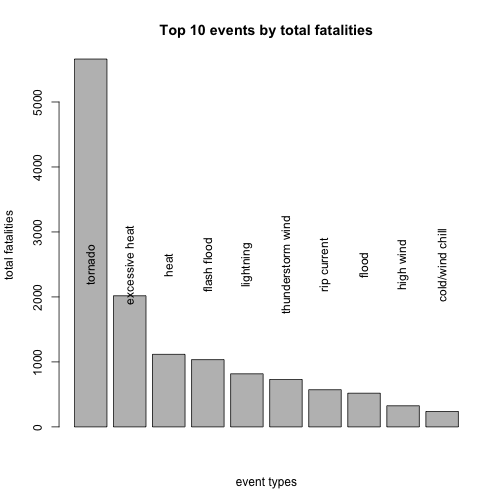 Top 10 events by total fatalities
total fatalities
5000
4000
3000
2000
1000
0
tornado
excessive heat
heat
flash flood
lightning
thunderstorm wind
rip current
flood
high wind
cold/wind chill
event types